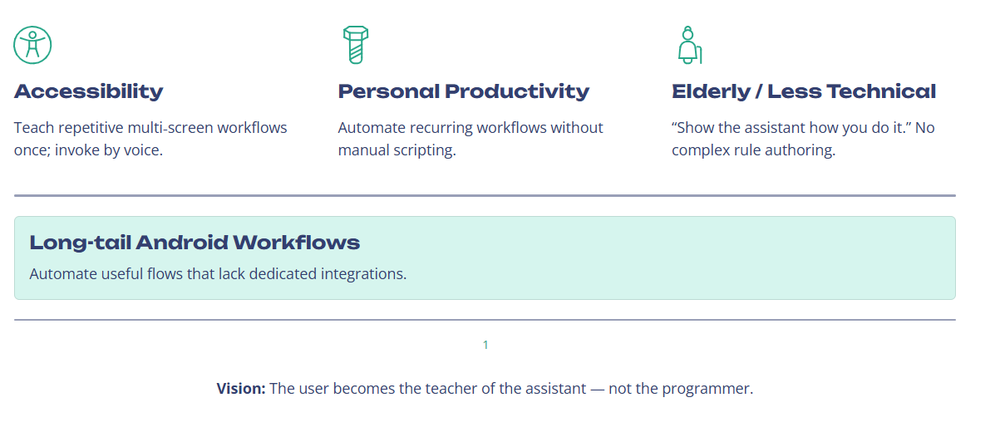 Accessibility
Teach repetitive multi-screen workflows
once; invoke by voice.
Personal Productivity
Automate recurring workflows without
manual scripting.
Elderly / Less Technical
“Show the assistant how you do it.” No
complex rule authoring.
Long-tail Android Workflows
Automate useful flows that lack dedicated integrations.
1
Vision: The user becomes the teacher of the assistant — not the programmer.